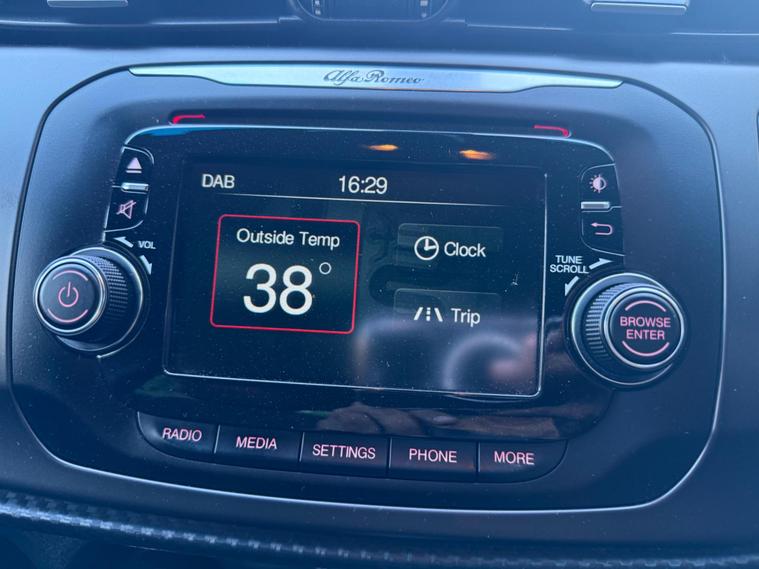 Alfa Romeo
DAB
16:29
VOL
Outside Temp
38°
Clock
Trip
TUNE
SCROLL
BROWSE
ENTER
RADIO
MEDIA
SETTINGS
PHONE
MORE